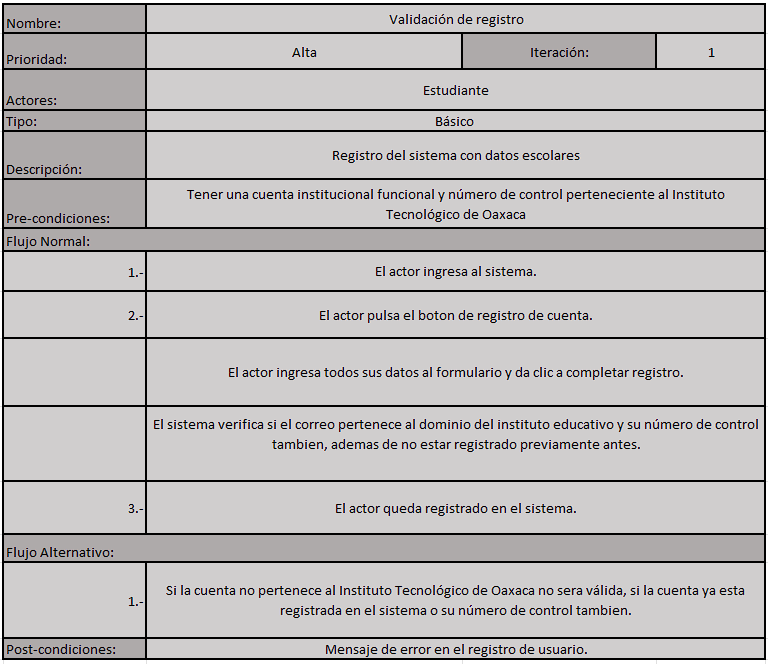 Nombre:
Validación de registro
Prioridad:
Alta
Iteración:
1
Actores:
Estudiante
Tipo:
Básico
Descripción:
Registro del sistema con datos escolares
Pre-condiciones:
Tener una cuenta institucional funcional y número de control perteneciente al Instituto
Tecnológico de Oaxaca
Flujo Normal:
1.-
El actor ingresa al sistema.
2.-
El actor pulsa el boton de registro de cuenta.
El actor ingresa todos sus datos al formulario y da clic a completar registro.
El sistema verifica si el correo pertenece al dominio del instituto educativo y su número de control
tambien, ademas de no estar registrado previamente antes.
3.-
El actor queda registrado en el sistema.
Flujo Alternativo:
1.-
Si la cuenta no pertenece al Instituto Tecnológico de Oaxaca no sera válida, si la cuenta ya esta
registrada en el sistema o su número de control tambien.
Post-condiciones:
Mensaje de error en el registro de usuario.